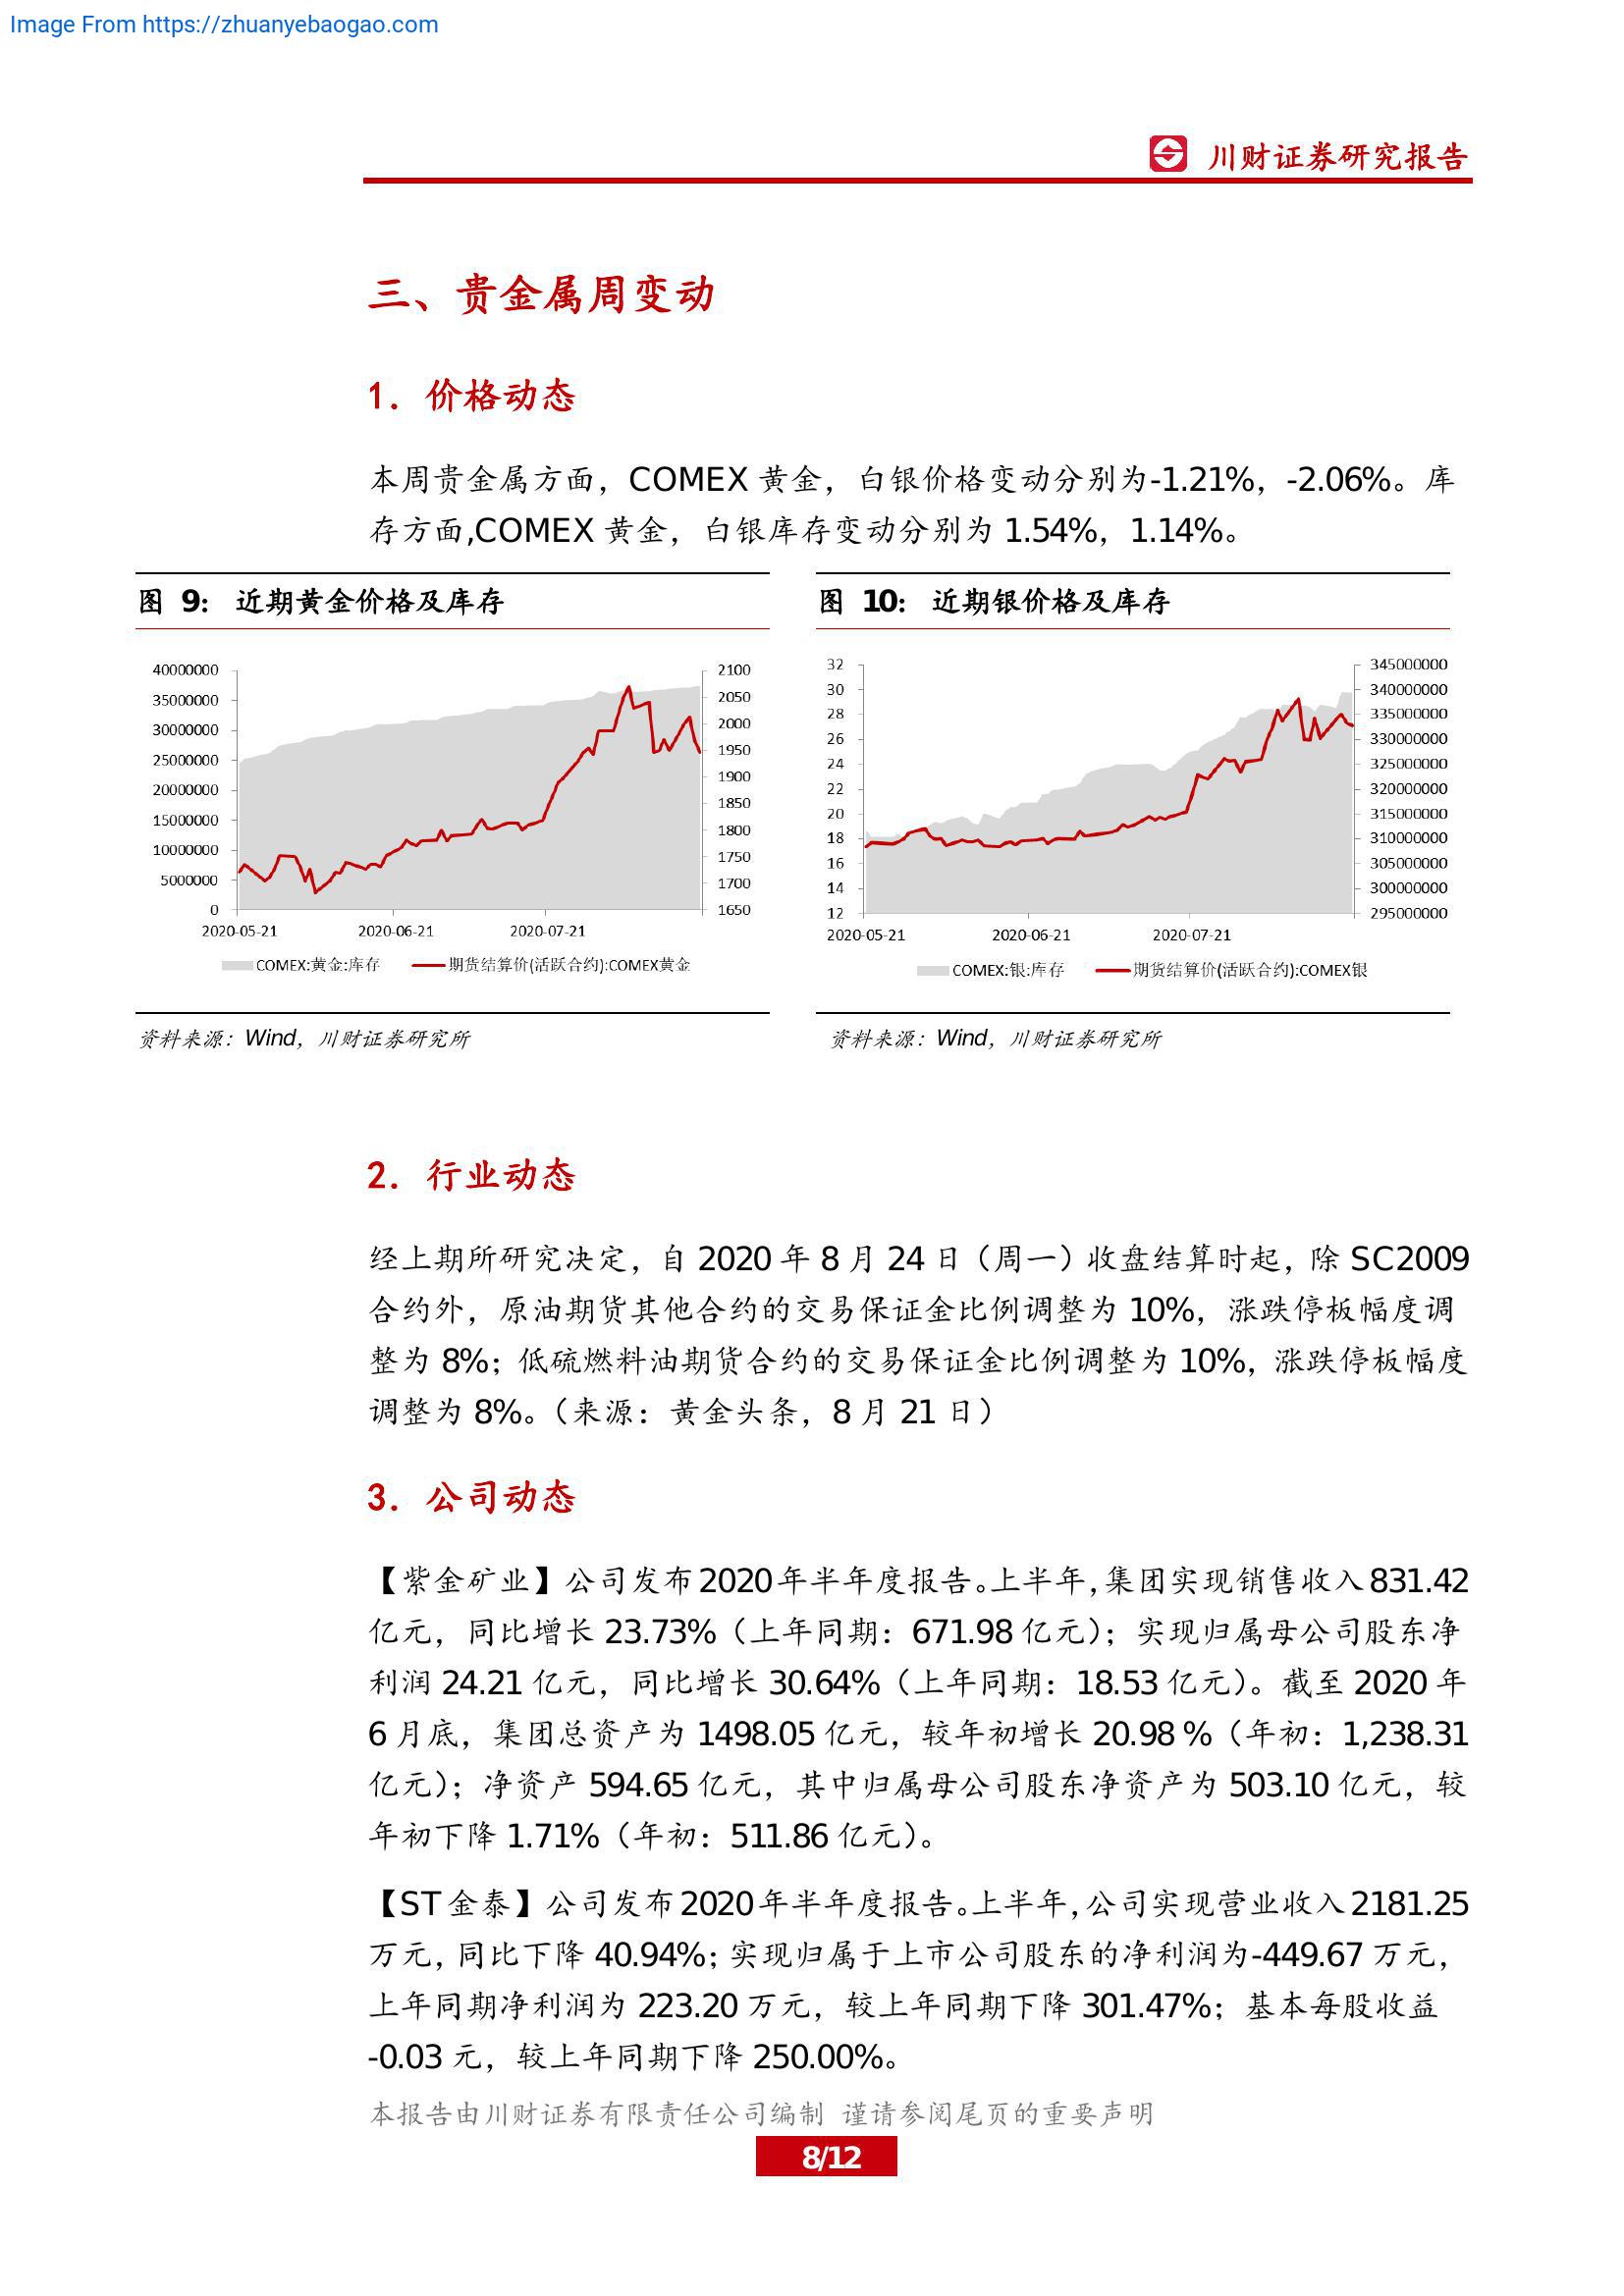 Image From https://zhuanyebaogao.com
川财证券研究报告
三、贵金属周变动
1. 价格动态
本周贵金属方面，COMEX 黄金，白银价格变动分别为-1.21%，-2.06%。库
存方面,COMEX 黄金，白银库存变动分别为 1.54%，1.14%。
图 9： 近期黄金价格及库存
40000000
35000000
30000000
25000000
20000000
15000000
10000000
5000000
0
2100
2050
2000
1950
1900
1850
1800
1750
1700
1650
2020-05-21 2020-06-21 2020-07-21
COMEX:黄金:库存 期货结算价(活跃合约):COMEX黄金
资料来源：Wind，川财证券研究所
图 10： 近期银价格及库存
32
30
28
26
24
22
20
18
16
14
12
345000000
340000000
335000000
330000000
325000000
320000000
315000000
310000000
305000000
300000000
295000000
2020-05-21 2020-06-21 2020-07-21
COMEX:银:库存 期货结算价(活跃合约):COMEX银
资料来源：Wind，川财证券研究所
2. 行业动态
经上期所研究决定，自 2020 年 8 月 24 日（周一）收盘结算时起，除 SC2009
合约外，原油期货其他合约的交易保证金比例调整为 10%，涨跌停板幅度调
整为 8%；低硫燃料油期货合约的交易保证金比例调整为 10%，涨跌停板幅度
调整为 8%。（来源：黄金头条，8 月 21 日）
3. 公司动态
【紫金矿业】公司发布2020年半年度报告。上半年，集团实现销售收入831.42
亿元，同比增长 23.73%（上年同期：671.98 亿元）；实现归属母公司股东净
利润 24.21 亿元，同比增长 30.64%（上年同期：18.53 亿元）。截至 2020 年
6 月底，集团总资产为 1498.05 亿元，较年初增长 20.98 %（年初：1,238.31
亿元）；净资产 594.65 亿元，其中归属母公司股东净资产为 503.10 亿元，较
年初下降 1.71%（年初：511.86 亿元）。
【ST金泰】公司发布2020年半年度报告。上半年，公司实现营业收入2181.25
万元，同比下降 40.94%；实现归属于上市公司股东的净利润为-449.67 万元，
上年同期净利润为 223.20 万元，较上年同期下降 301.47%；基本每股收益
-0.03 元，较上年同期下降 250.00%。
本报告由川财证券有限责任公司编制 谨请参阅尾页的重要声明
8/12